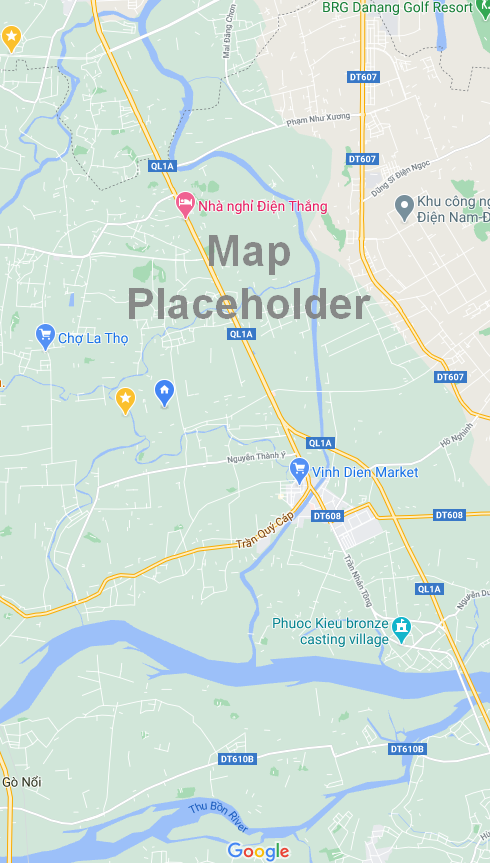 BRG Danang Golf Resort
Mai Đăng Chơn
DT607
Phạm Như Xương
DT607
QL1A
Dũng Sĩ Điện Ngọc
Nhà nghỉ Điện Thắng
Khu công ng
Điện Nam-Đ
Map
Placeholder
QL1A
Chợ La Thọ
DT607
Hồ Nghinh
QL1A
Nguyễn Thành Ý
Vinh Dien Market
DT608
DT608
Trần Quý Cáp
Trần Nhân Tông
QL1A
Nguyễn Du
Phuoc Kieu bronze
casting village
DT610B
DT610B
Gò Nổi
Thu Bồn River
Google